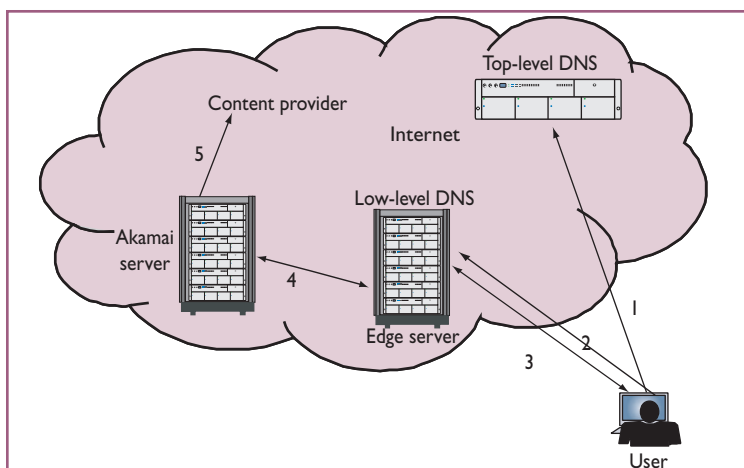 Top-level DNS
Content provider
Internet
5
Low-level DNS
Akamai
server
4
Edge server
1
2
3
User